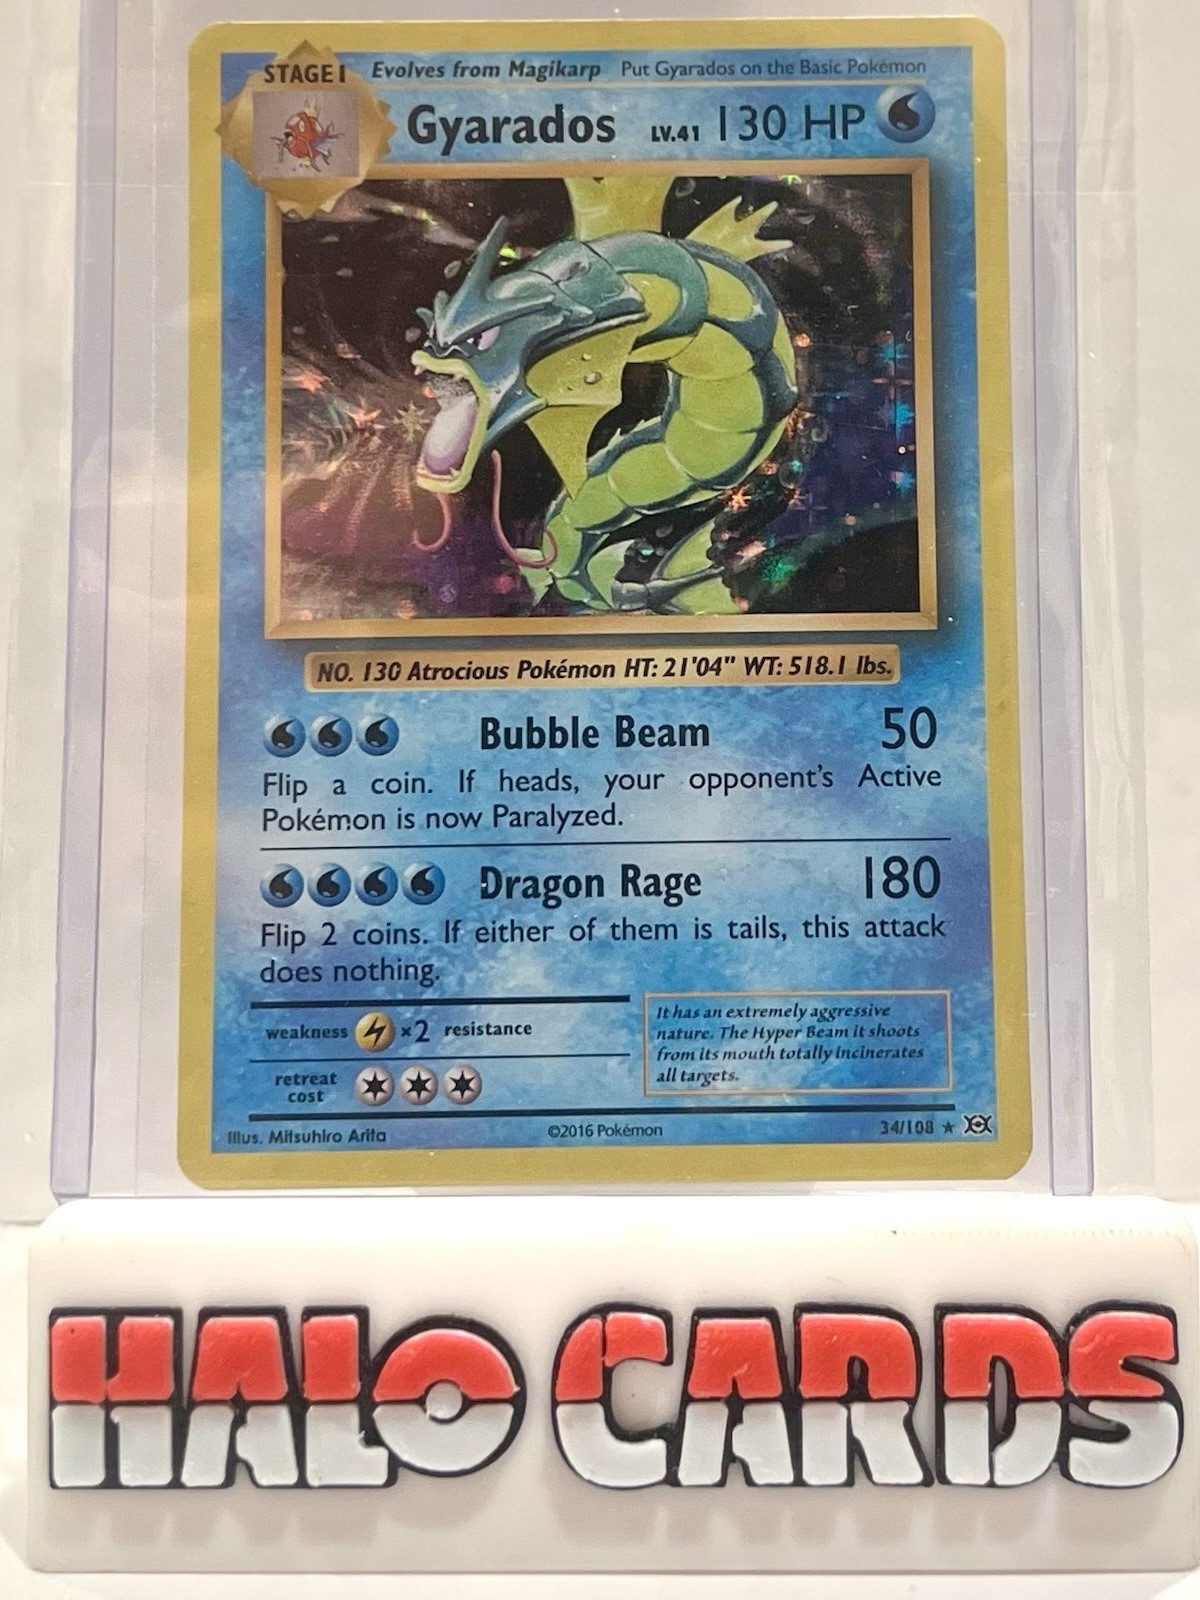 STAGE 1 Evolves from Magikarp Put Gyarados on the Basic Pokémon
Gyarados LV.41 130 HP
NO. 130 Atrocious Pokémon HT: 21'04" WT: 518.1 lbs.
Bubble Beam 50
Flip a coin. If heads, your opponent's Active
Pokémon is now Paralyzed.
Dragon Rage 180
Flip 2 coins. If either of them is tails, this attack
does nothing.
weakness ×2 resistance
retreat
cost
It has an extremely aggressive
nature. The Hyper Beam it shoots
from its mouth totally incinerates
all targets.
Illus. Mitsuhiro Arita ©2016 Pokémon 34/108 ★
HALO CARDS